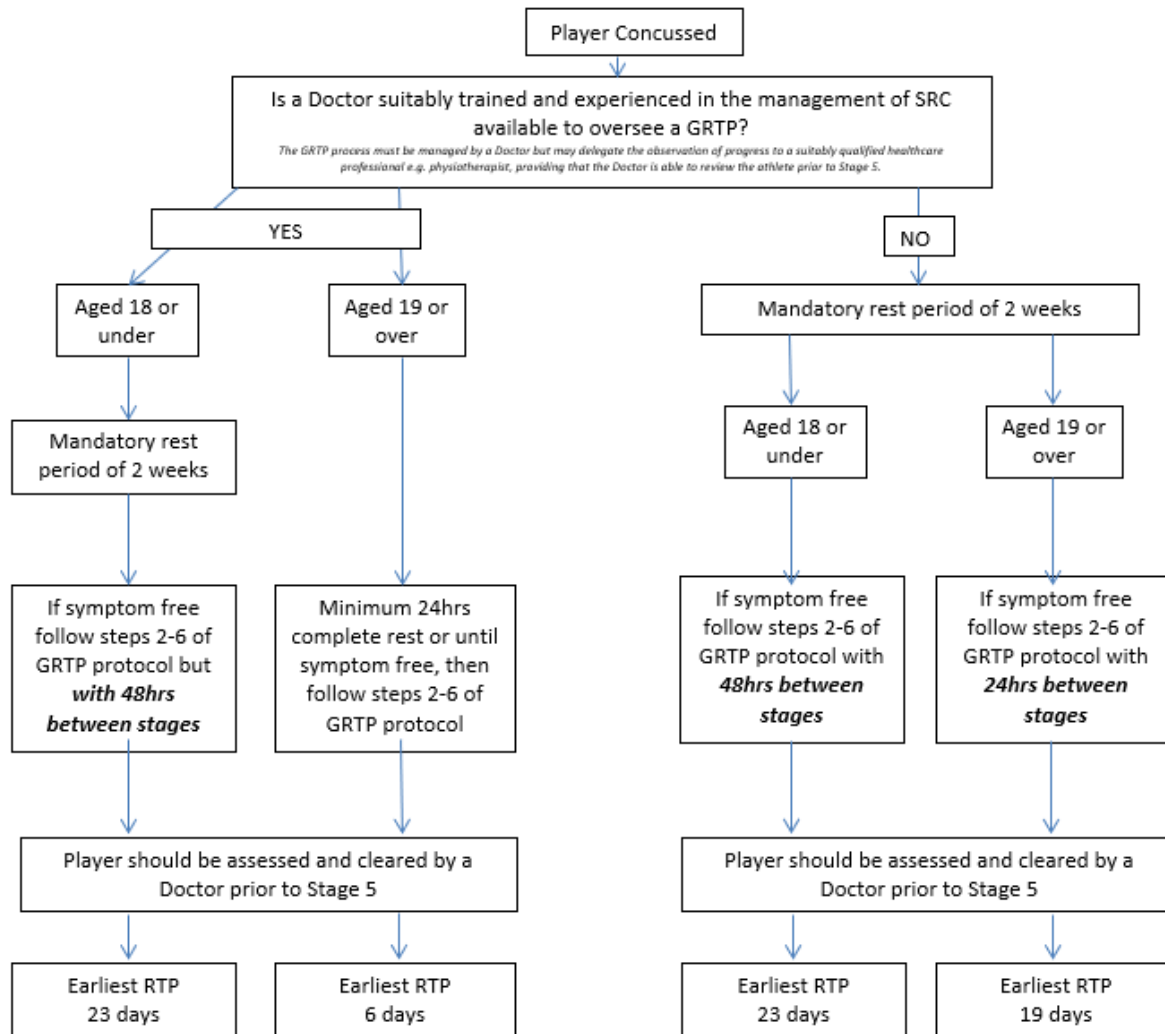 Player Concussed
Is a Doctor suitably trained and experienced in the management of SRC
available to oversee a GRTP?
The GRTP process must be managed by a Doctor but may delegate the observation of progress to a suitably qualified healthcare
professional e.g. physiotherapist, providing that the Doctor is able to review the athlete prior to Stage 5.
YES
NO
Aged 18 or
under
Aged 19 or
over
Mandatory rest period of 2 weeks
Mandatory rest
period of 2 weeks
Aged 18 or
under
Aged 19 or
over
If symptom free
follow steps 2-6 of
GRTP protocol but
with 48hrs
between stages
Minimum 24hrs
complete rest or until
symptom free, then
follow steps 2-6 of
GRTP protocol
If symptom free
follow steps 2-6 of
GRTP protocol with
48hrs between
stages
If symptom free
follow steps 2-6 of
GRTP protocol with
24hrs between
stages
Player should be assessed and cleared by a
Doctor prior to Stage 5
Player should be assessed and cleared by a
Doctor prior to Stage 5
Earliest RTP
23 days
Earliest RTP
6 days
Earliest RTP
23 days
Earliest RTP
19 days